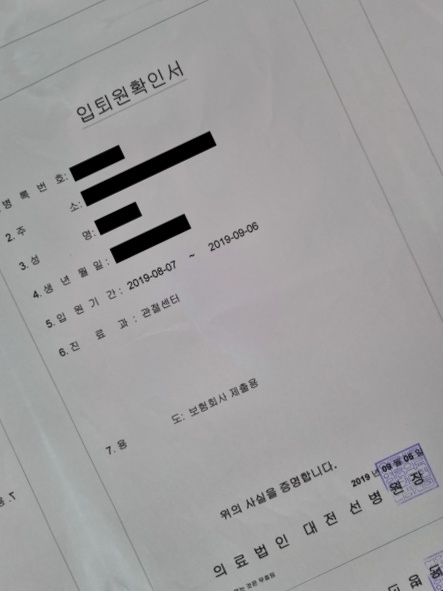 입퇴원확인서
병 록 번 호:
2. 주 소:
3. 성 명:
4. 생 년 월 일:
5. 입 원 기 간 : 2019-08-07 ~ 2019-09-06
6. 진 료 과 : 관절센터
7. 용 도: 보험회사 제출용
위의 사실을 증명합니다.
2019 년 09 월 06 일
의 료 법 인 대 전 선 병 원 장